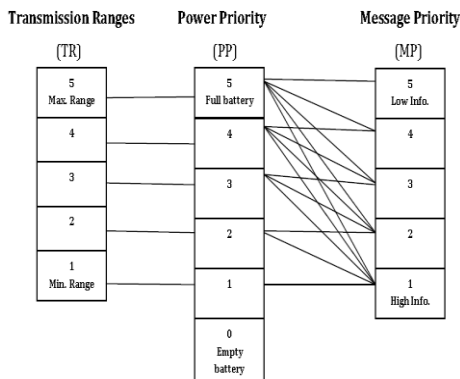 Transmission Ranges
(TR)
5
Max. Range
4
3
2
1
Min. Range
Power Priority
(PP)
5
Full battery
4
3
2
1
0
Empty
battery
Message Priority
(MP)
5
Low Info.
4
3
2
1
High Info.